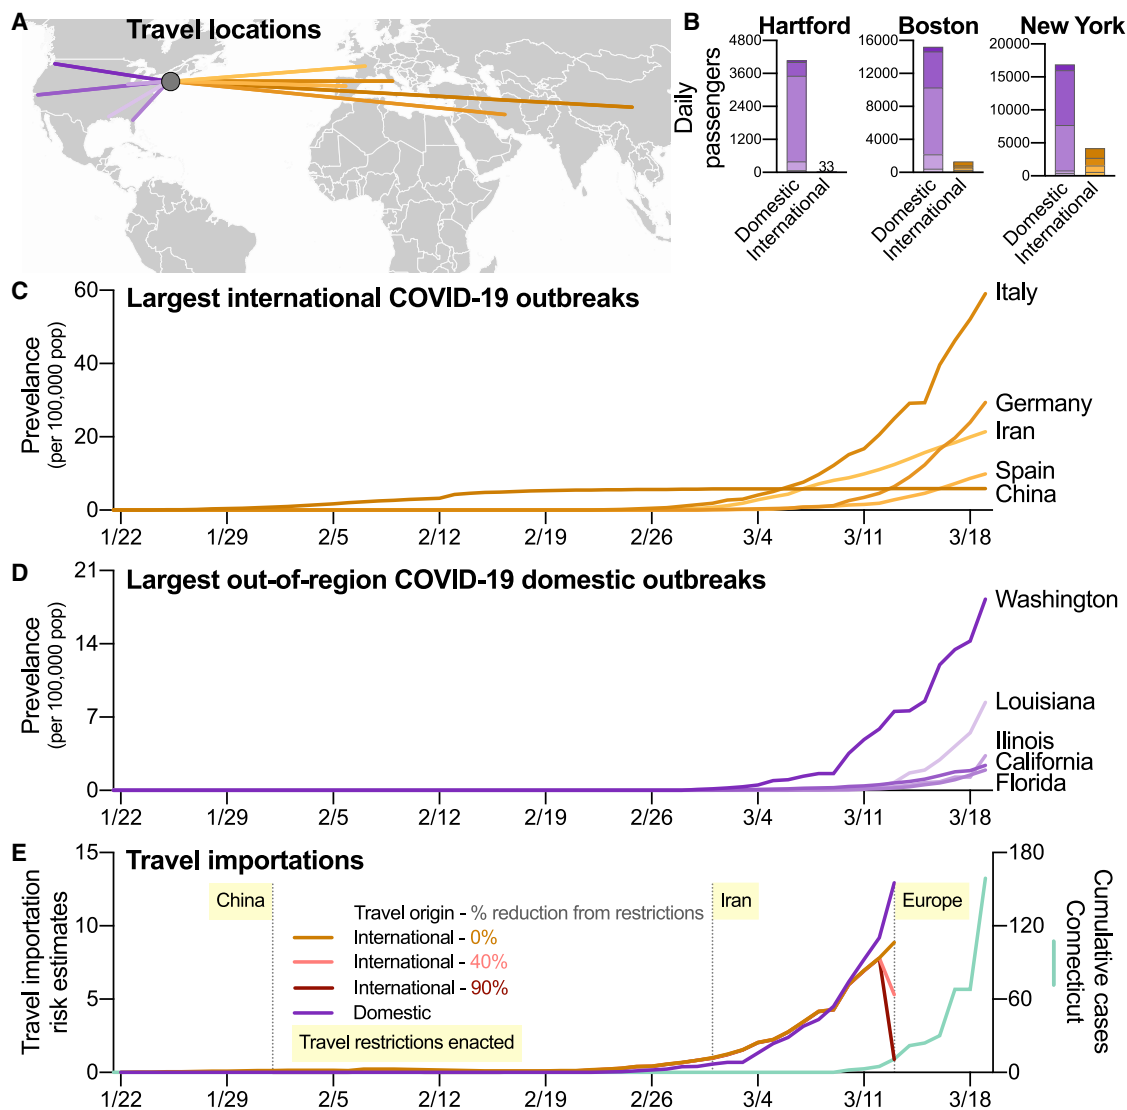 A
Travel locations
B
Hartford
Boston
New York
Daily
passengers
4800
3600
2400
1200
0
33
Domestic
International
16000
12000
8000
4000
0
Domestic
International
20000
15000
10000
5000
0
Domestic
International
C
Largest international COVID-19 outbreaks
Prevelance
(per 100,000 pop)
60
40
20
0
Italy
Germany
Iran
Spain
China
1/22
1/29
2/5
2/12
2/19
2/26
3/4
3/11
3/18
D
Largest out-of-region COVID-19 domestic outbreaks
Prevelance
(per 100,000 pop)
21
14
7
0
Washington
Louisiana
Illinois
California
Florida
1/22
1/29
2/5
2/12
2/19
2/26
3/4
3/11
3/18
E
Travel importations
Travel importation
risk estimates
15
10
5
0
China
Iran
Europe
Travel origin - % reduction from restrictions
International - 0%
International - 40%
International - 90%
Domestic
Travel restrictions enacted
180
120
60
0
Cumulative cases
Connecticut
1/22
1/29
2/5
2/12
2/19
2/26
3/4
3/11
3/18